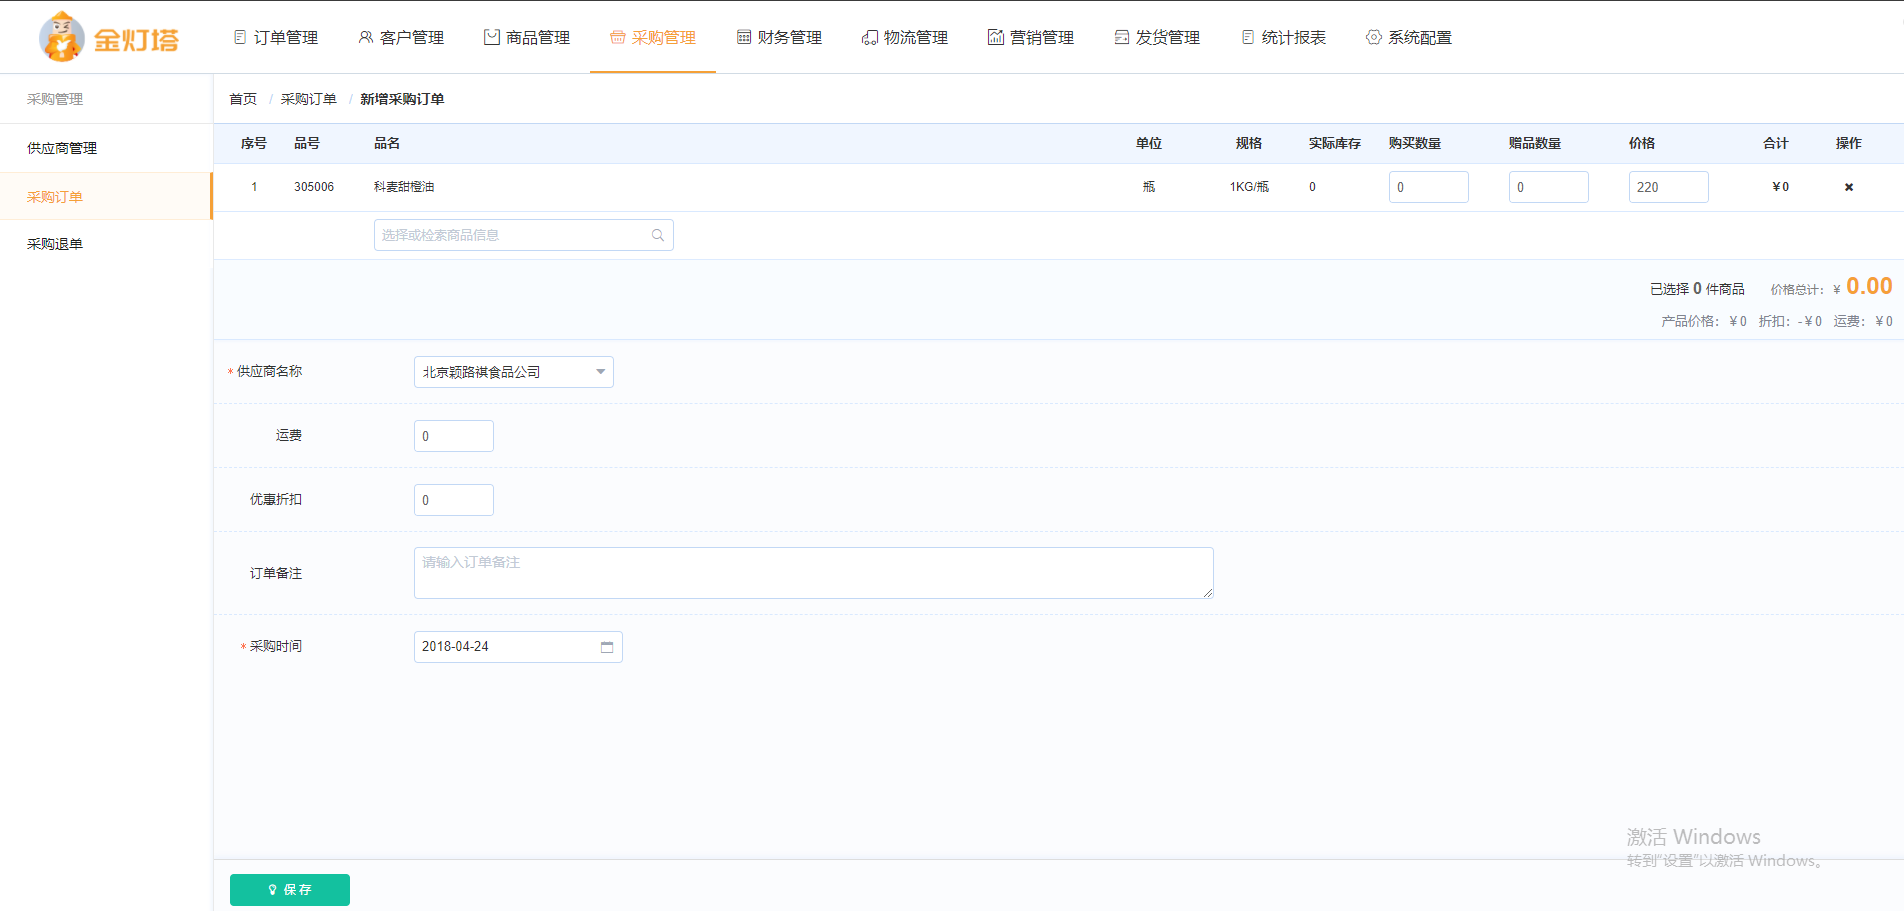 金灯塔 订单管理 客户管理 商品管理 采购管理 财务管理 物流管理 营销管理 发货管理 统计报表 系统配置
采购管理
供应商管理
采购订单
采购退单
首页 / 采购订单 / 新增采购订单
序号 品号 品名 单位 规格 实际库存 购买数量 赠品数量 价格 合计 操作
1 305006 科麦甜橙油 瓶 1KG/瓶 0 0 0 220 ¥0 ✖
选择或检索商品信息
已选择 0 件商品 价格总计：¥ 0.00
产品价格：¥0 折扣：-¥0 运费：¥0
* 供应商名称 北京颖路祺食品公司
运费 0
优惠折扣 0
订单备注 请输入订单备注
* 采购时间 2018-04-24
激活 Windows
转到"设置"以激活 Windows。
保存